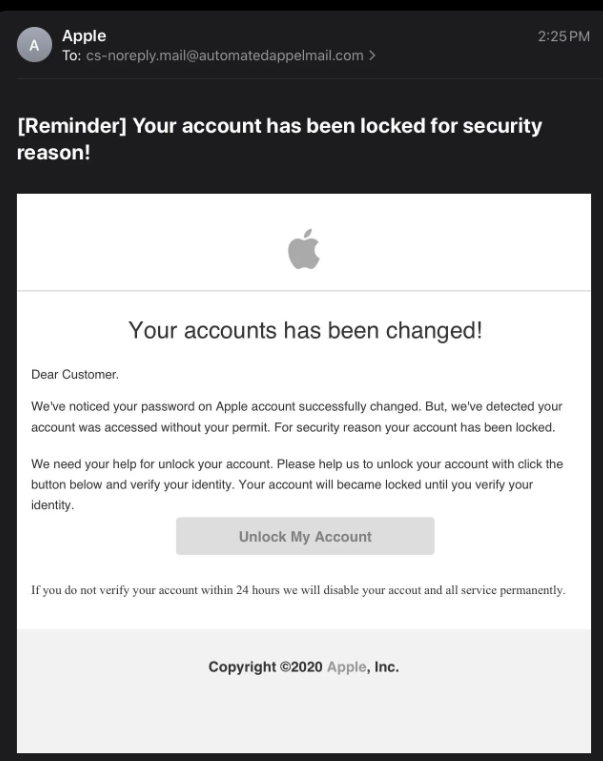 A
Apple
2:25 PM
To: cs-noreply.mail@automatedappelmail.com >
[Reminder] Your account has been locked for security
reason!
Your accounts has been changed!
Dear Customer.
We've noticed your password on Apple account successfully changed. But, we've detected your
account was accessed without your permit. For security reason your account has been locked.
We need your help for unlock your account. Please help us to unlock your account with click the
button below and verify your identity. Your account will became locked until you verify your
identity.
Unlock My Account
If you do not verify your account within 24 hours we will disable your accout and all service permanently.
Copyright ©2020 Apple, Inc.